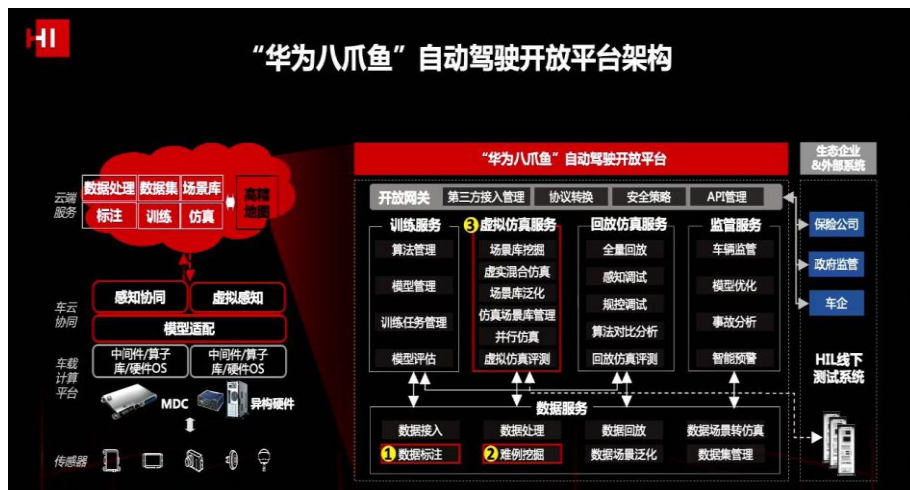 HI
“华为八爪鱼”自动驾驶开放平台架构
云端服务
数据处理 数据集 场景库
标注 训练 仿真
高精地图
车云协同
感知协同 虚拟感知
模型适配
车载计算平台
中间件/算子库/硬件OS 中间件/算子库/硬件OS
MDC 异构硬件
传感器
“华为八爪鱼”自动驾驶开放平台
开放网关 第三方接入管理 协议转换 安全策略 API管理
训练服务
算法管理
模型管理
训练任务管理
模型评估
3 虚拟仿真服务
场景库挖掘
虚实混合仿真
场景库泛化
仿真场景库管理
并行仿真
虚拟仿真评测
回放仿真服务
全量回放
感知调试
规控调试
算法对比分析
回放仿真评测
监管服务
车辆监管
模型优化
事故分析
智能预警
数据服务
数据接入 数据处理 数据回放 数据场景转仿真
1 数据标注 2 难例挖掘 数据场景泛化 数据集管理
生态企业
&外部系统
保险公司
政府监管
车企
HIL线下
测试系统